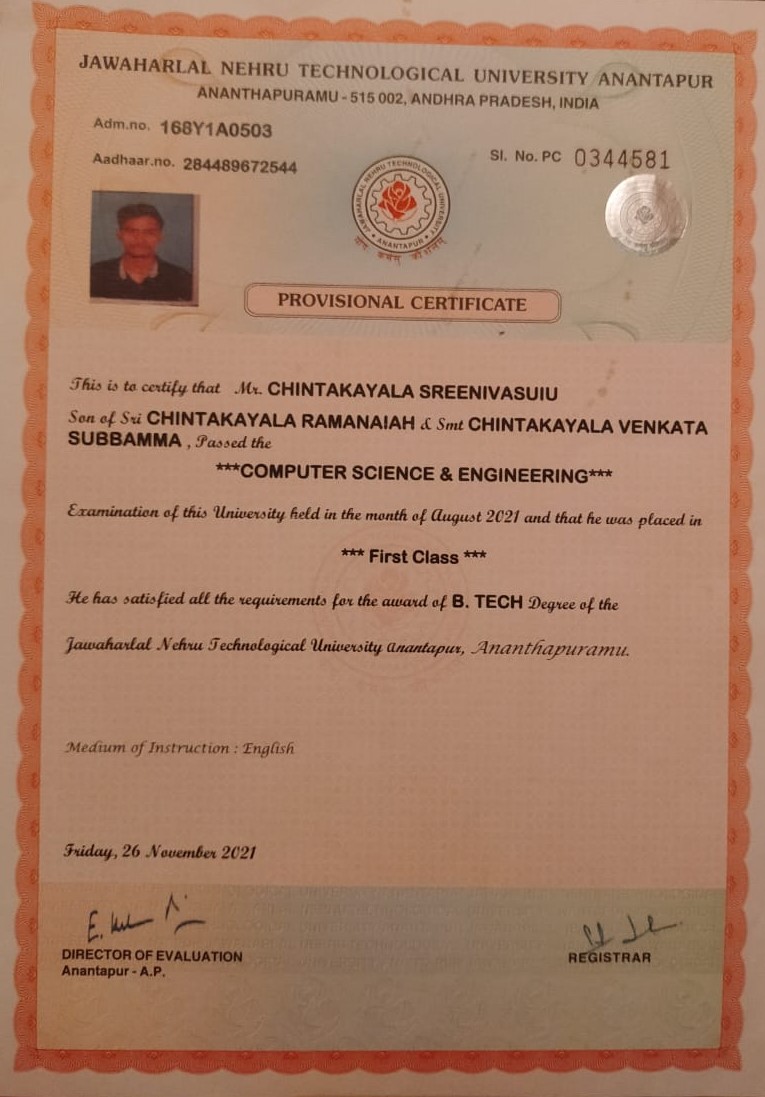 JAWAHARLAL NEHRU TECHNOLOGICAL UNIVERSITY ANANTAPUR
ANANTHAPURAMU - 515 002, ANDHRA PRADESH, INDIA
Adm.no. 168Y1A0503
Aadhaar.no. 284489672544
Sl. No. PC 0344581
JAWAHARLAL NEHRU TECHNOLOGICAL UNIVERSITY
ANANTAPUR
PROVISIONAL CERTIFICATE
This is to certify that Mr. CHINTAKAYALA SREENIVASUIU
Son of Sri CHINTAKAYALA RAMANAIAH & Smt CHINTAKAYALA VENKATA
SUBBAMMA , Passed the
***COMPUTER SCIENCE & ENGINEERING***
Examination of this University held in the month of August 2021 and that he was placed in
*** First Class ***
He has satisfied all the requirements for the award of B. TECH Degree of the
Jawaharlal Nehru Technological University Anantapur, Ananthapuramu.
Medium of Instruction : English
Friday, 26 November 2021
DIRECTOR OF EVALUATION
Anantapur - A.P.
REGISTRAR